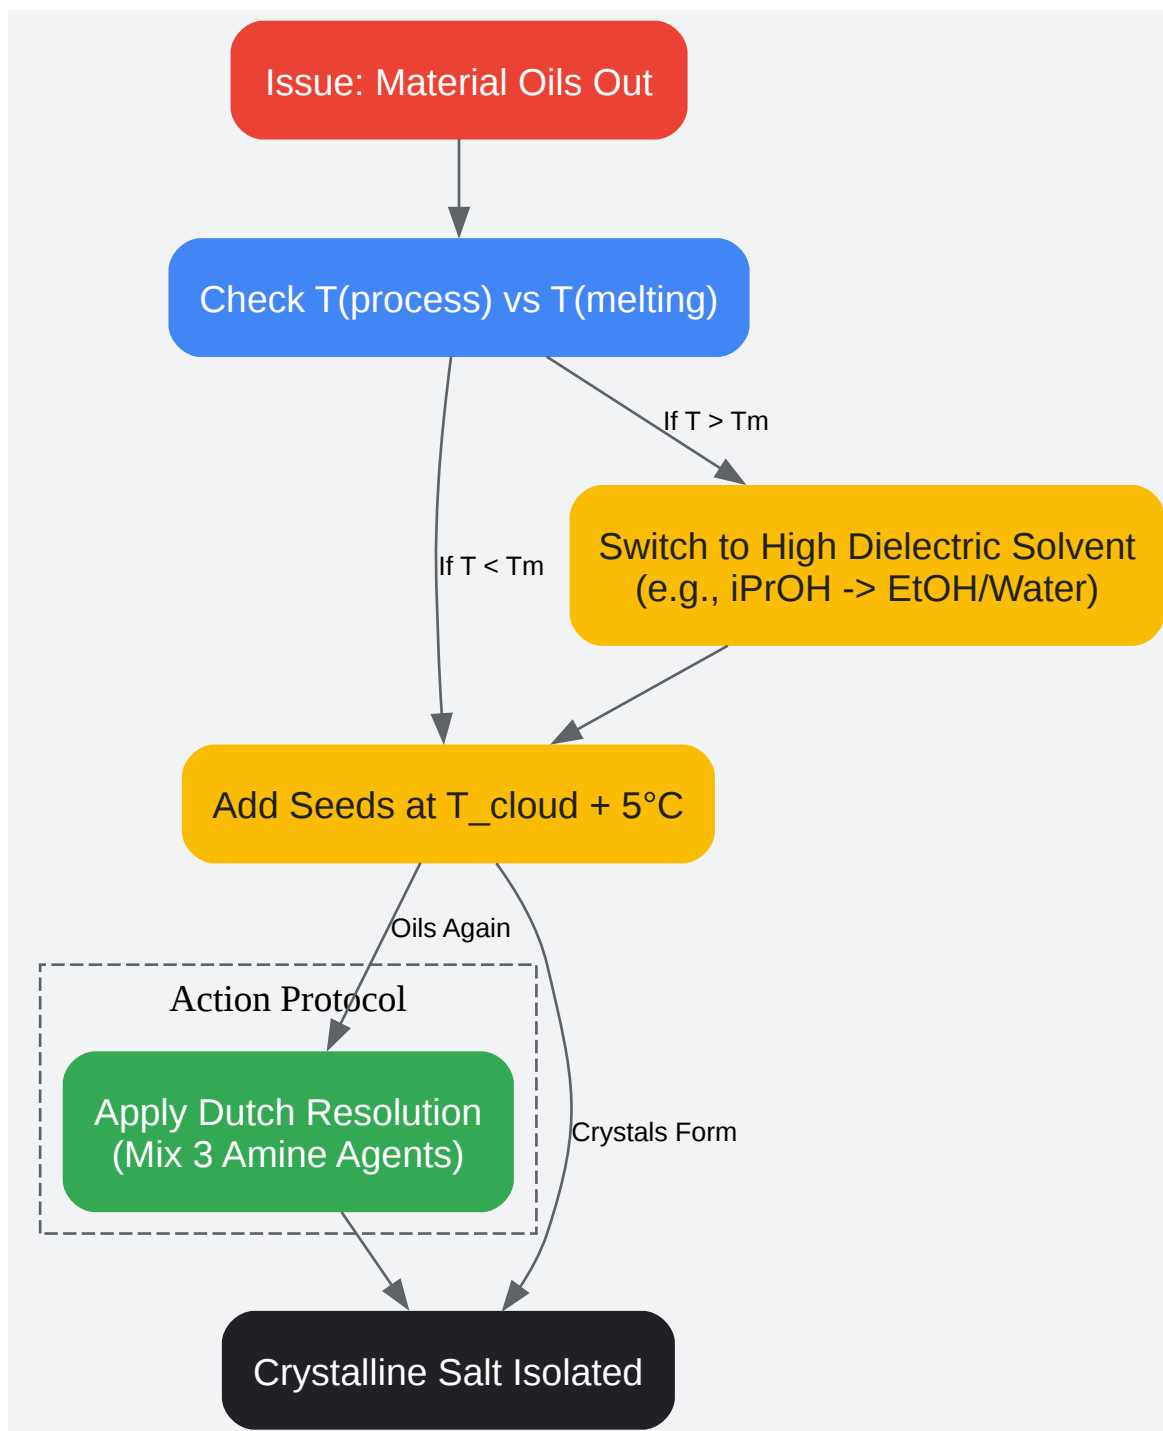 Issue: Material Oils Out
Check T(process) vs T(melting)
If T > Tm
Switch to High Dielectric Solvent
(e.g., iPrOH -> EtOH/Water)
If T < Tm
Add Seeds at T_cloud + 5°C
Oils Again
Action Protocol
Apply Dutch Resolution
(Mix 3 Amine Agents)
Crystals Form
Crystalline Salt Isolated